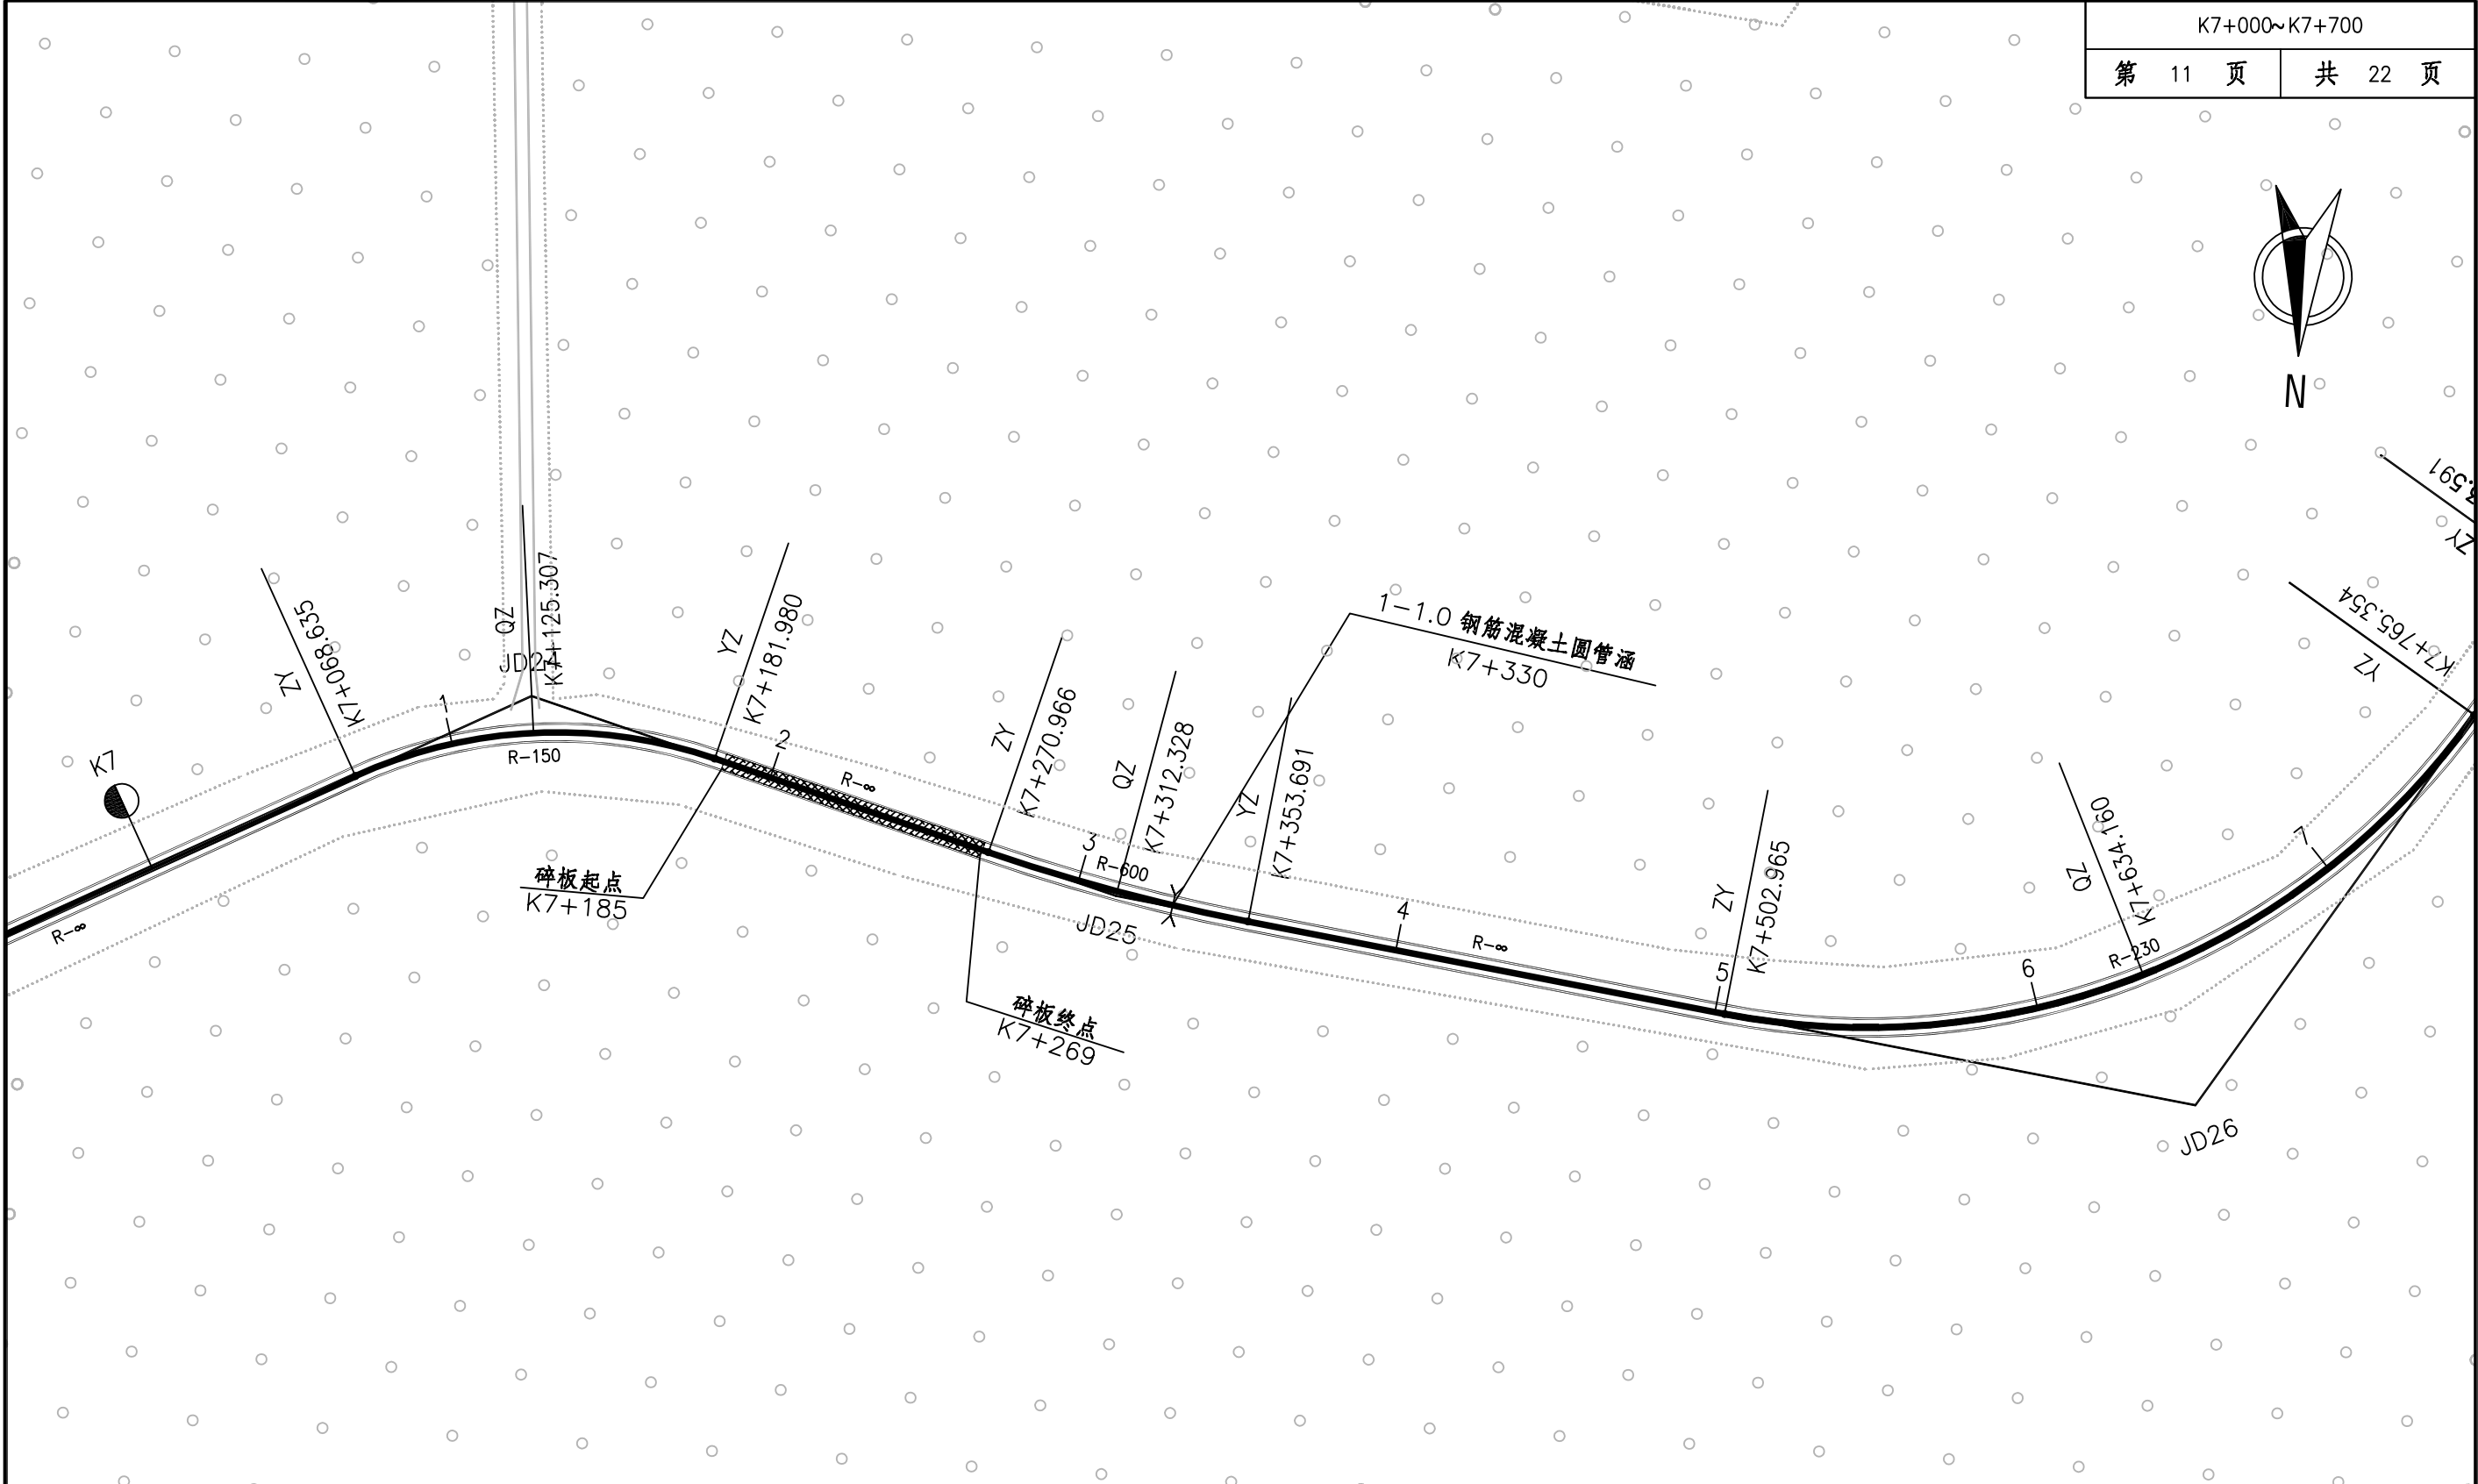 K7+000~K7+700
第 11 页 共 22 页
N
K7
R-∞
ZY
K7+068.635
1
QZ
K7+125.307
JD24
R-150
YZ
K7+181.980
2
R-∞
碎板起点
K7+185
ZY
K7+270.966
碎板终点
K7+269
3
R-600
QZ
K7+312.328
JD25
1-1.0 钢筋混凝土圆管涵
K7+330
YZ
K7+353.691
4
R-∞
5
ZY
K7+502.965
6
R-230
QZ
K7+634.160
7
JD26
YZ
K7+765.354
ZY
3.591